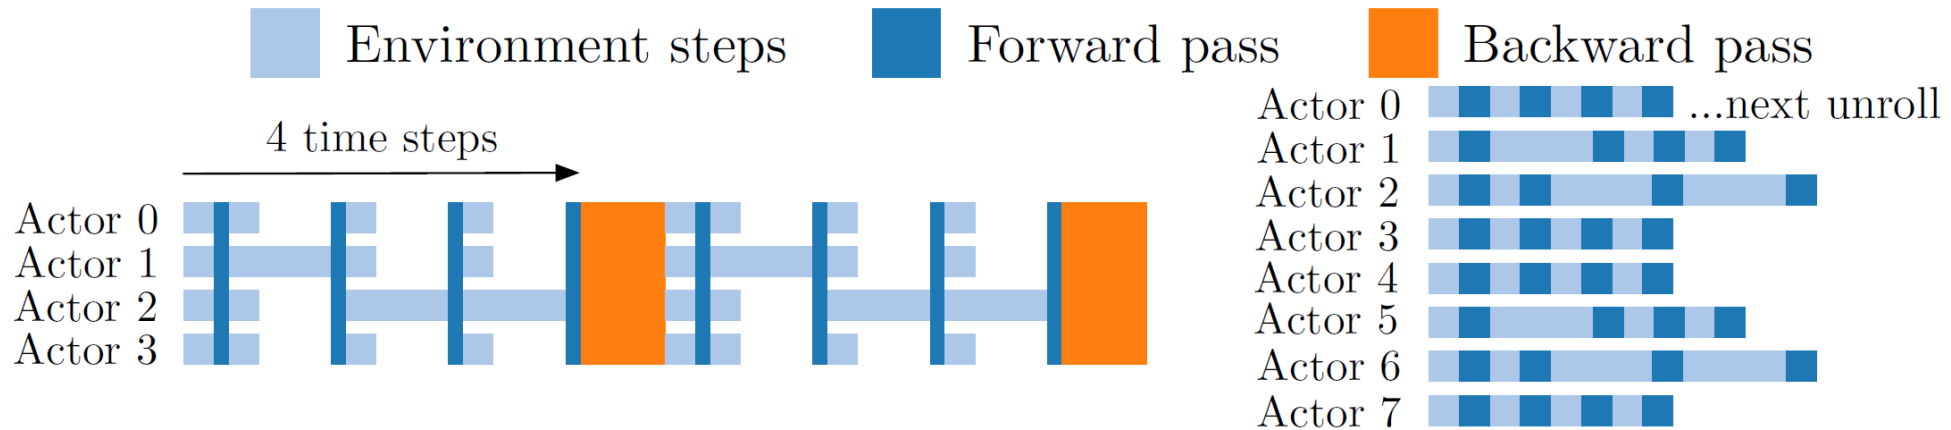 Environment steps
Forward pass
Backward pass
4 time steps
Actor 0
Actor 1
Actor 2
Actor 3
Actor 0
...next unroll
Actor 1
Actor 2
Actor 3
Actor 4
Actor 5
Actor 6
Actor 7